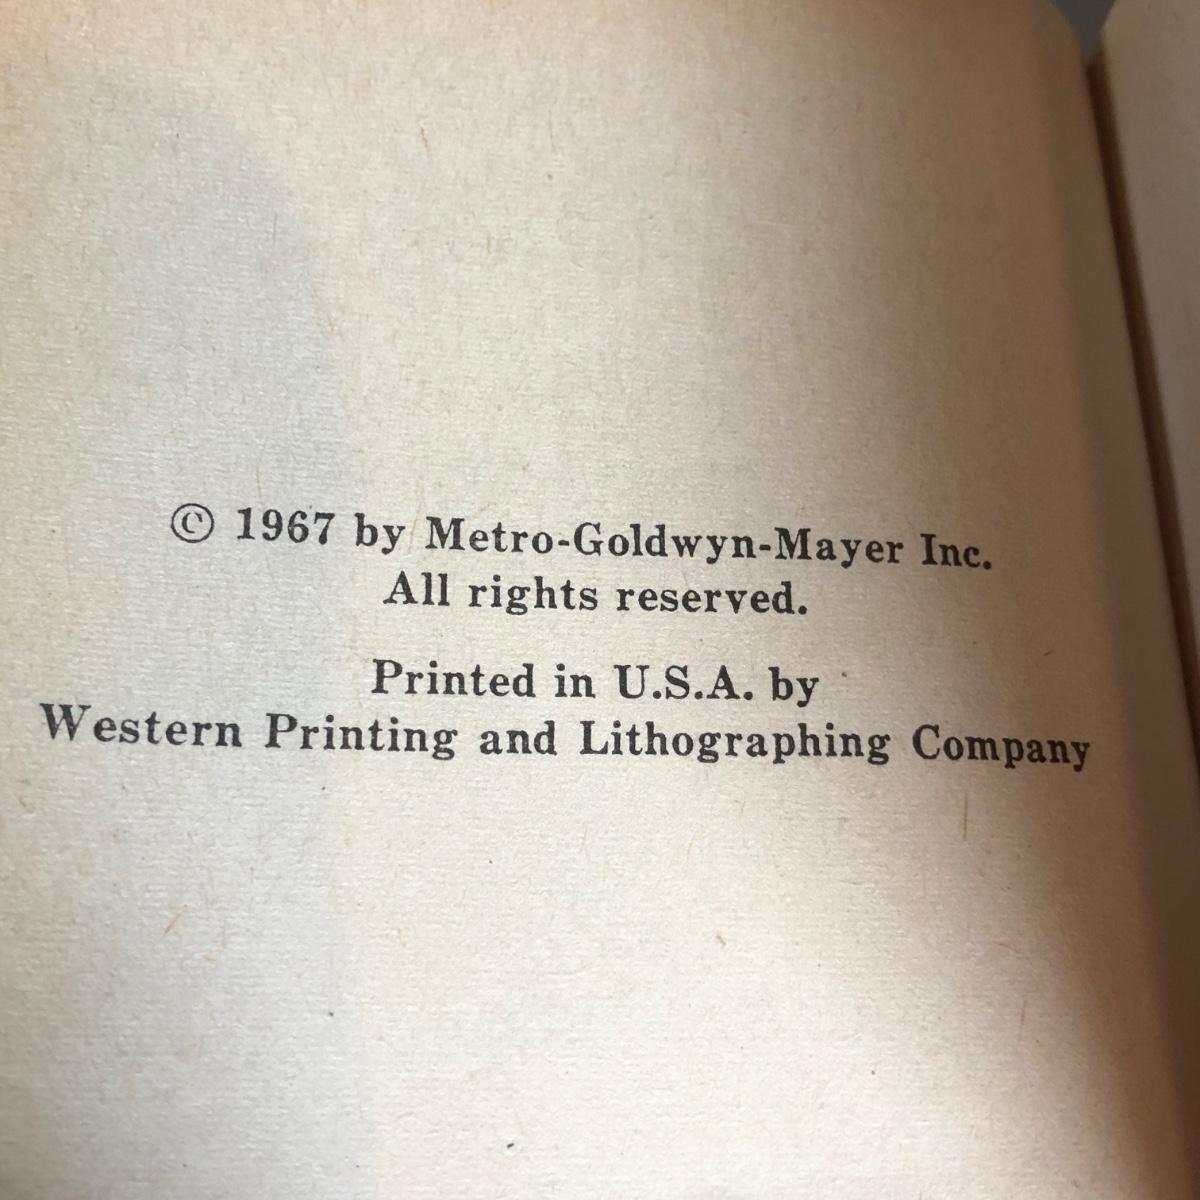 © 1967 by Metro-Goldwyn-Mayer Inc.
All rights reserved.
Printed in U.S.A. by
Western Printing and Lithographing Company